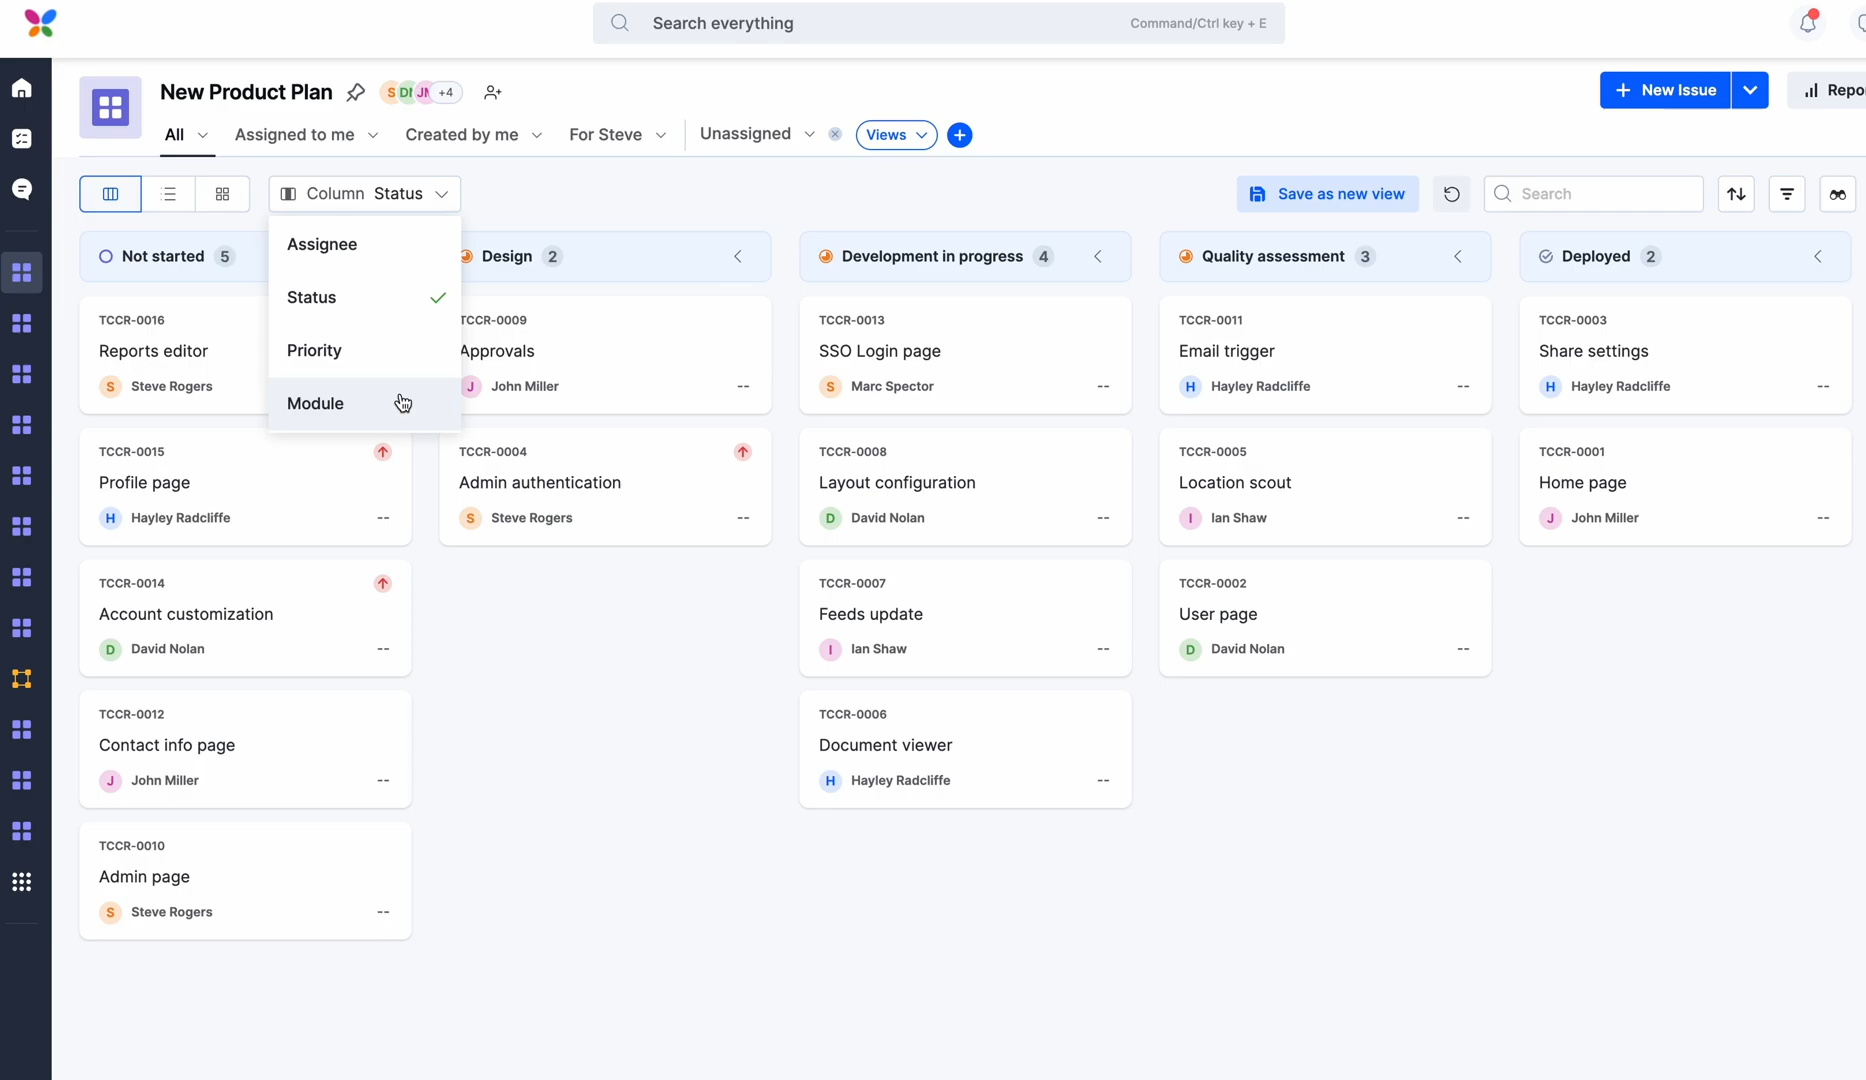 Search everything
Command/Ctrl key + E
New Product Plan
S
DN
JM
+4
New Issue
All
Assigned to me
Created by me
For Steve
Unassigned
Views
Column Status
Save as new view
Search
Assignee
Status
Priority
Module
Not started 5
TCCR-0016
Reports editor
S Steve Rogers
TCCR-0015
Profile page
H Hayley Radcliffe --
TCCR-0014
Account customization
D David Nolan --
TCCR-0012
Contact info page
J John Miller --
TCCR-0010
Admin page
S Steve Rogers --
Design 2
TCCR-0009
Approvals
J John Miller --
TCCR-0004
Admin authentication
S Steve Rogers --
Development in progress 4
TCCR-0013
SSO Login page
S Marc Spector --
TCCR-0008
Layout configuration
D David Nolan --
TCCR-0007
Feeds update
I Ian Shaw --
TCCR-0006
Document viewer
H Hayley Radcliffe --
Quality assessment 3
TCCR-0011
Email trigger
H Hayley Radcliffe --
TCCR-0005
Location scout
I Ian Shaw --
TCCR-0002
User page
D David Nolan --
Deployed 2
TCCR-0003
Share settings
H Hayley Radcliffe --
TCCR-0001
Home page
J John Miller --